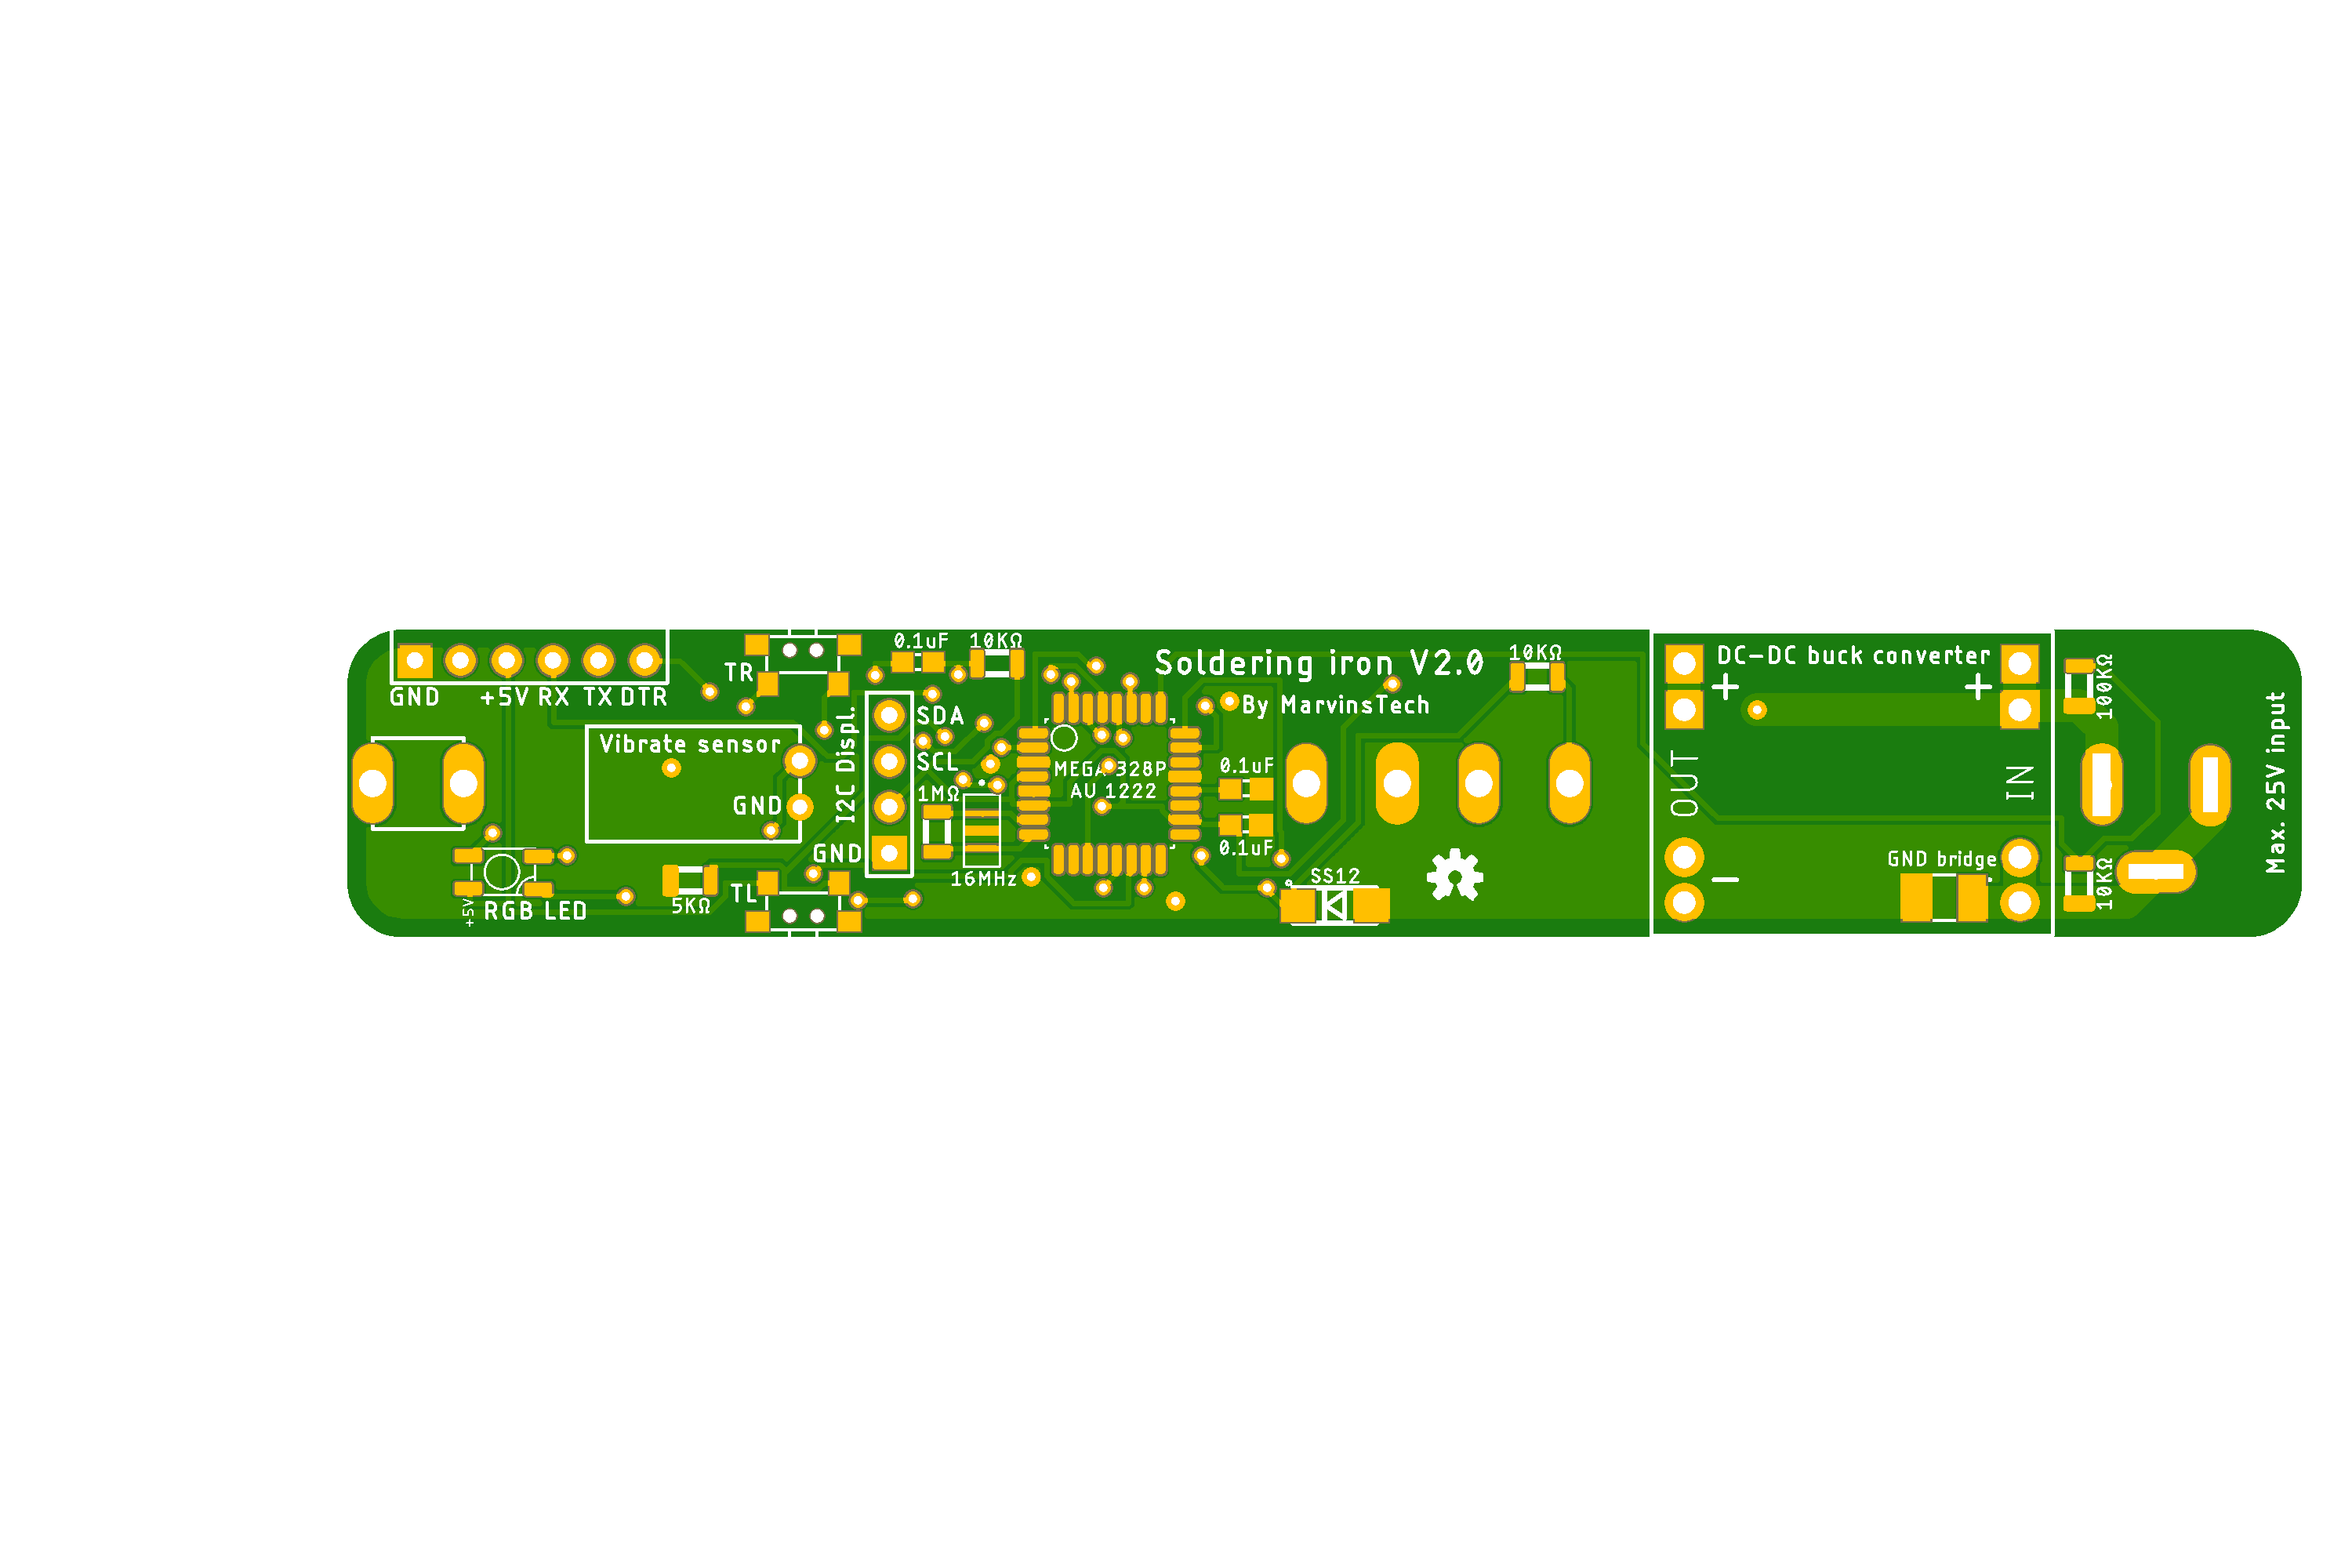 GND +5V RX TX DTR
TR
0.1uF
10KΩ
Soldering iron V2.0
By MarvinsTech
10KΩ
DC-DC buck converter
+
+
100KΩ
Vibrate sensor
GND
I2C Displ.
SDA
SCL
1MΩ
GND
16MHz
MEGA 328P
AU 1222
0.1uF
0.1uF
OUT
IN
Max. 25V input
+5V
RGB LED
5KΩ
TL
SS12
-
GND bridge
-
10KΩ